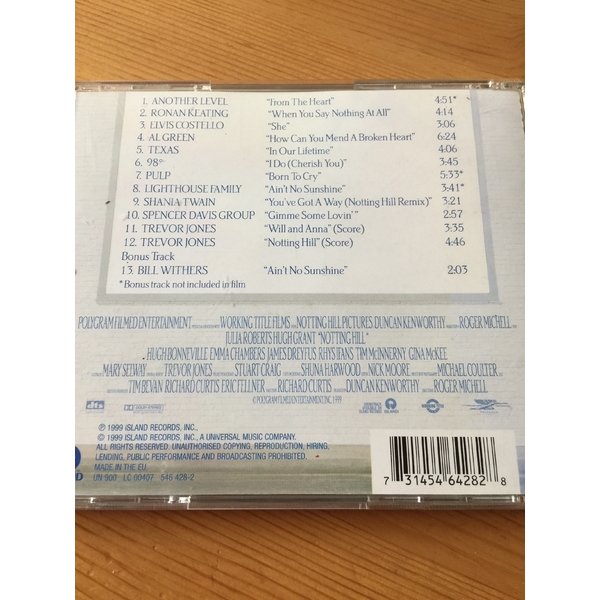 1. ANOTHER LEVEL "From The Heart" 4:51*
2. RONAN KEATING "When You Say Nothing At All" 4:14
3. ELVIS COSTELLO "She" 3:06
4. AL GREEN "How Can You Mend A Broken Heart" 6:24
5. TEXAS "In Our Lifetime" 4:06
6. 98° "I Do (Cherish You)" 3:45
7. PULP "Born To Cry" 5:33*
8. LIGHTHOUSE FAMILY "Ain't No Sunshine" 3:41*
9. SHANIA TWAIN "You've Got A Way (Notting Hill Remix)" 3:21
10. SPENCER DAVIS GROUP "Gimme Some Lovin'" 2:57
11. TREVOR JONES "Will and Anna" (Score) 3:35
12. TREVOR JONES "Notting Hill" (Score) 4:46
Bonus Track
13. BILL WITHERS "Ain't No Sunshine" 2:03
*Bonus track not included in film
POLYGRAM FILMED ENTERTAINMENT WORKING TITLE FILMS NOTTING HILL PICTURES DUNCAN KENWORTHY ROGER MICHELL
JULIA ROBERTS HUGH GRANT "NOTTING HILL"
HUGH BONNEVILLE EMMA CHAMBERS JAMES DREYFUS RHYS IFANS TIM McINNERNY GINA McKEE
MARY SELWAY TREVOR JONES STUART CRAIG SHUNA HARWOOD NICK MOORE MICHAEL COULTER
TIM BEVAN RICHARD CURTIS ERIC FELLNER RICHARD CURTIS DUNCAN KENWORTHY ROGER MICHELL
©POLYGRAM FILMED ENTERTAINMENT INC. 1999
dts
℗ 1999 ISLAND RECORDS, INC.,
© 1999 ISLAND RECORDS, INC., A UNIVERSAL MUSIC COMPANY.
ALL RIGHTS RESERVED. UNAUTHORISED COPYING, REPRODUCTION, HIRING,
LENDING, PUBLIC PERFORMANCE AND BROADCASTING PROHIBITED.
MADE IN THE EU
UN 900 LC 00407 546 428-2
7 31454 64282 8